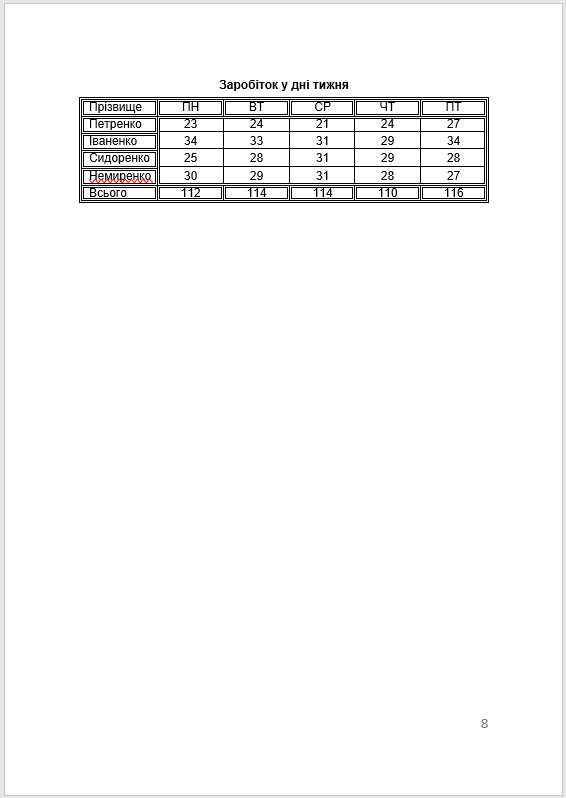 Заробіток у дні тижня
Прізвище ПН ВТ СР ЧТ ПТ
Петренко 23 24 21 24 27
Іваненко 34 33 31 29 34
Сидоренко 25 28 31 29 28
Немиренко 30 29 31 28 27
Всього 112 114 114 110 116
8